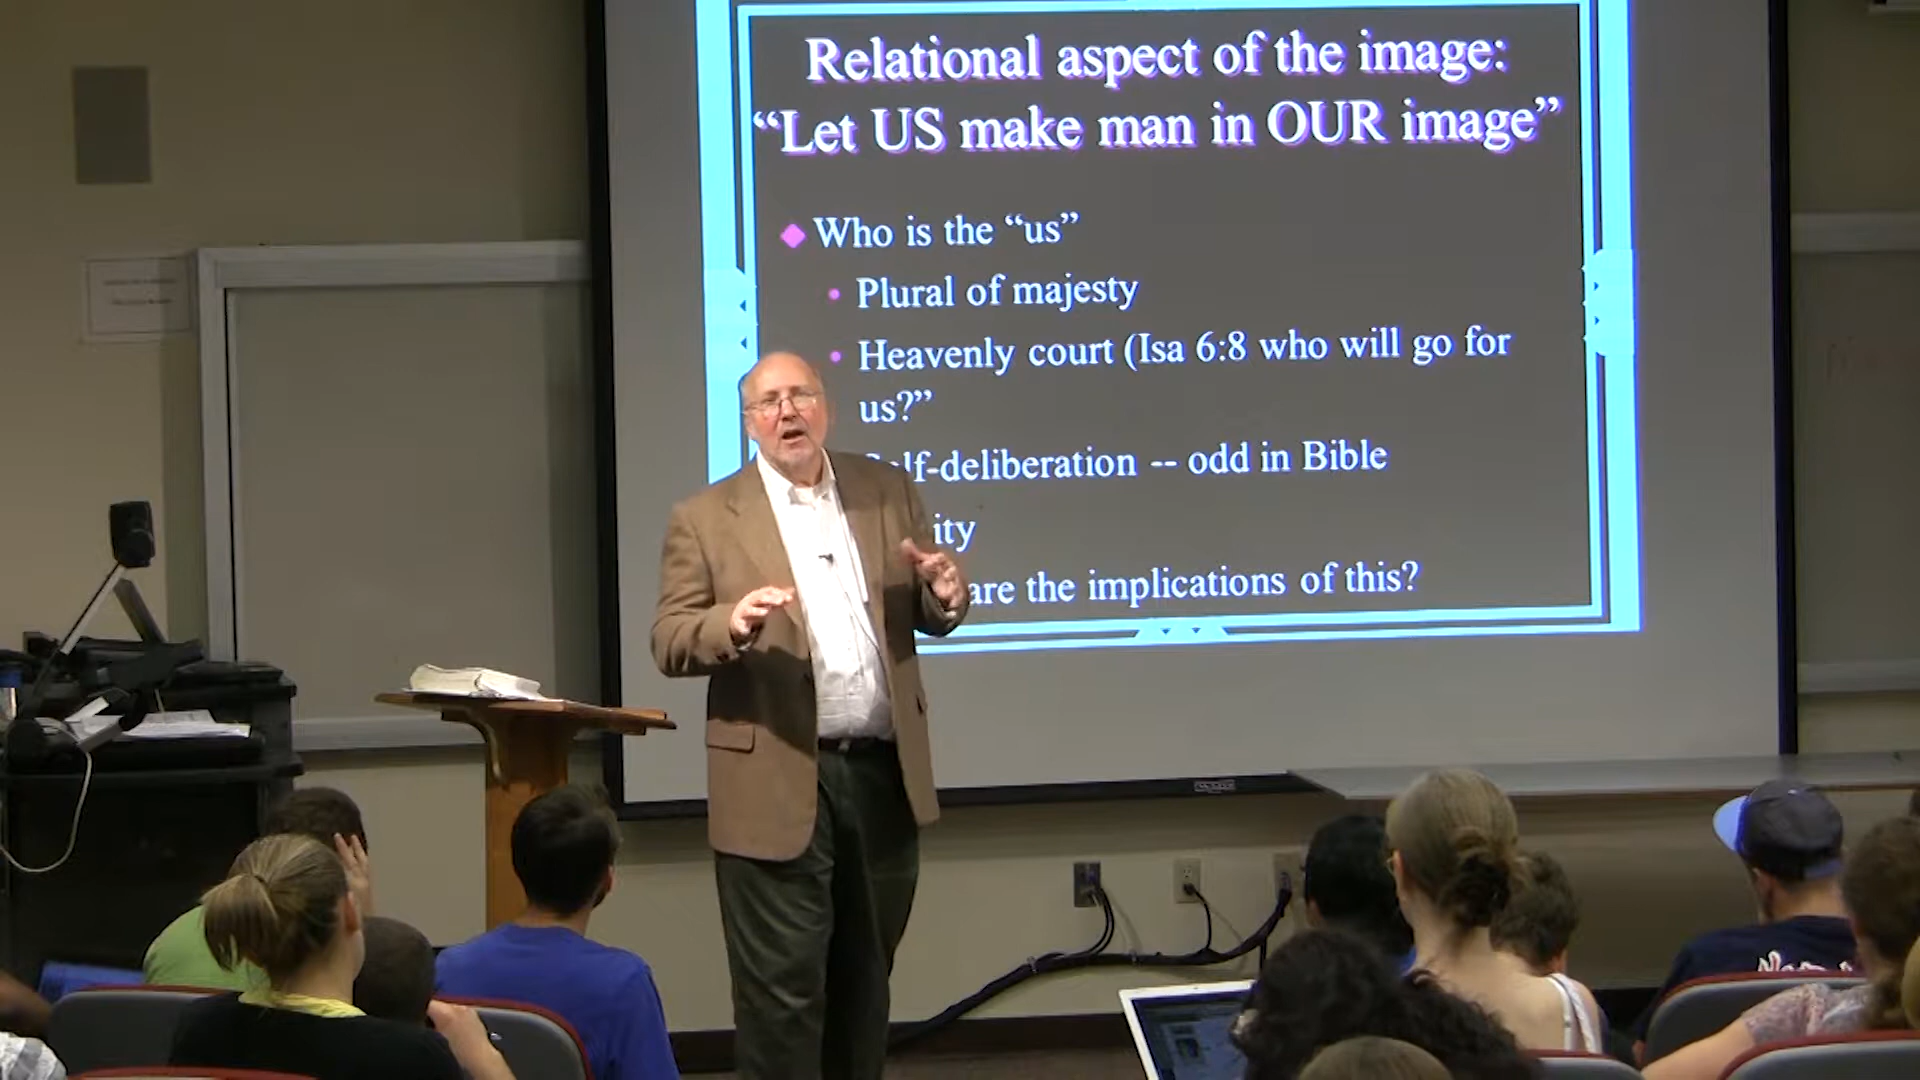 Relational aspect of the image:
“Let US make man in OUR image”
Who is the “us”
Plural of majesty
Heavenly court (Isa 6:8 who will go for
us?”
lf-deliberation -- odd in Bible
ity
are the implications of this?